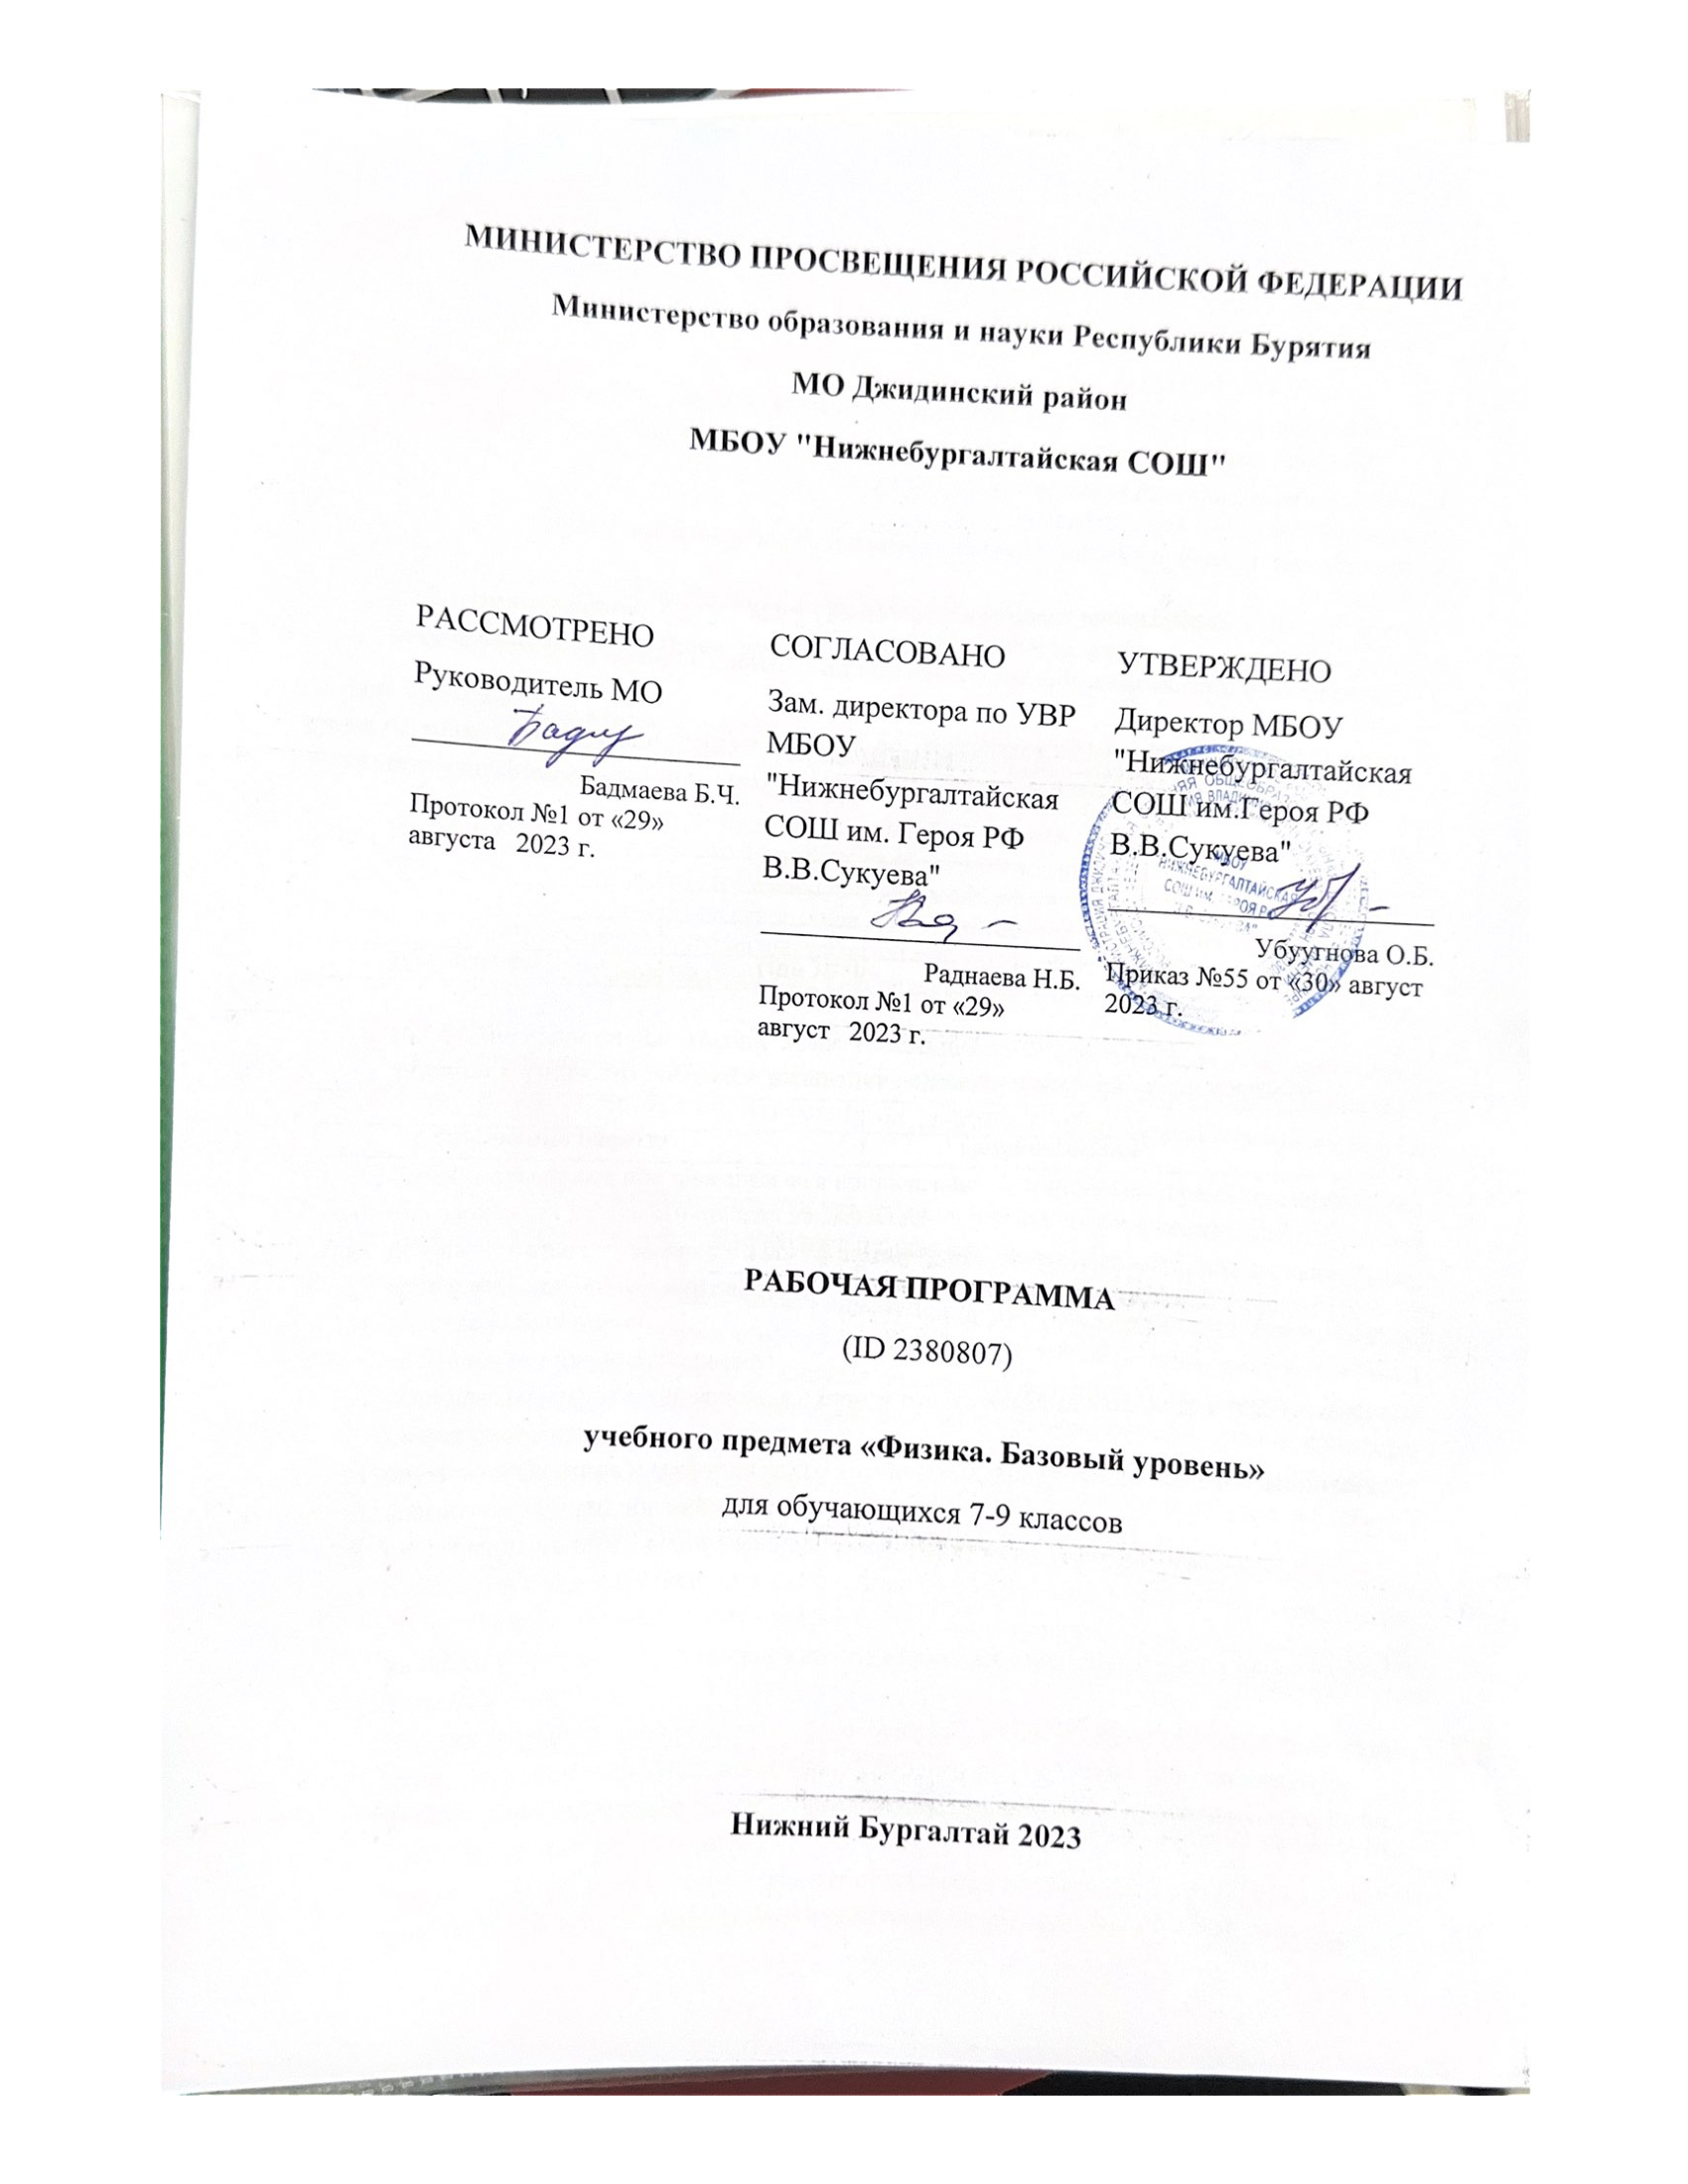 МИНИСТЕРСТВО ПРОСВЕЩЕНИЯ РОССИЙСКОЙ ФЕДЕРАЦИИ
Министерство образования и науки Республики Бурятия
МО Джидинский район
МБОУ "Нижнебургалтайская СОШ"
РАССМОТРЕНО
Руководитель МО
Бадмаева Б.Ч.
Протокол №1 от «29»
августа 2023 г.
СОГЛАСОВАНО
Зам. директора по УВР
МБОУ
"Нижнебургалтайская
СОШ им. Героя РФ
В.В.Сукуева"
Раднаева Н.Б.
Протокол №1 от «29»
август 2023 г.
УТВЕРЖДЕНО
Директор МБОУ
"Нижнебургалтайская
СОШ им.Героя РФ
В.В.Сукуева"
МБОУ
НИЖНЕБУРГАЛТАЙСКАЯ
Убуугнова О.Б.
Приказ №55 от «30» август
2023 г.
РАБОЧАЯ ПРОГРАММА
(ID 2380807)
учебного предмета «Физика. Базовый уровень»
для обучающихся 7-9 классов
Нижний Бургалтай 2023